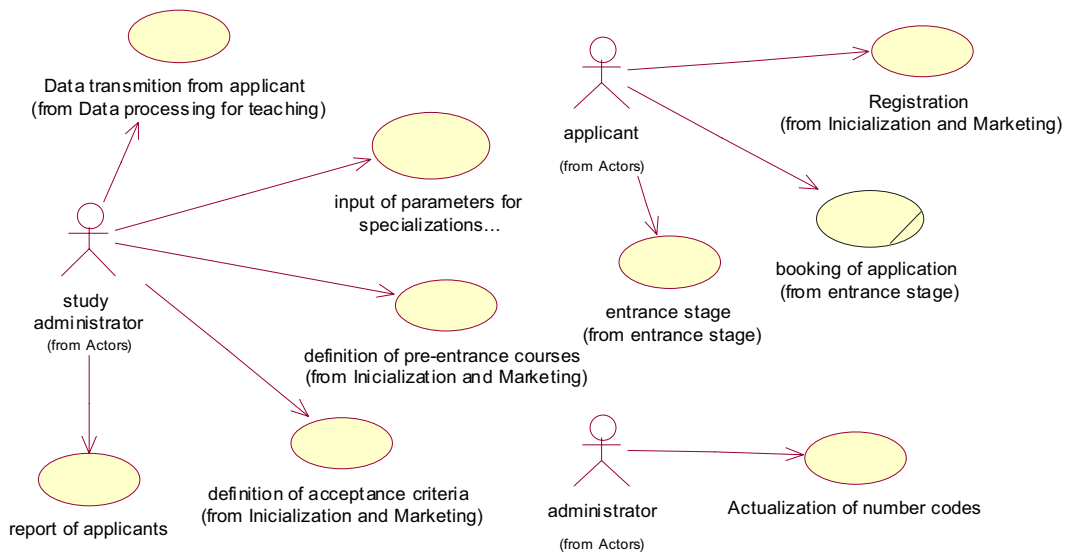 Data transmition from applicant
(from Data processing for teaching)
input of parameters for
specializations...
study
administrator
(from Actors)
definition of pre-entrance courses
(from Inicialization and Marketing)
definition of acceptance criteria
(from Inicialization and Marketing)
report of applicants
applicant
(from Actors)
Registration
(from Inicialization and Marketing)
booking of application
(from entrance stage)
entrance stage
(from entrance stage)
administrator
(from Actors)
Actualization of number codes